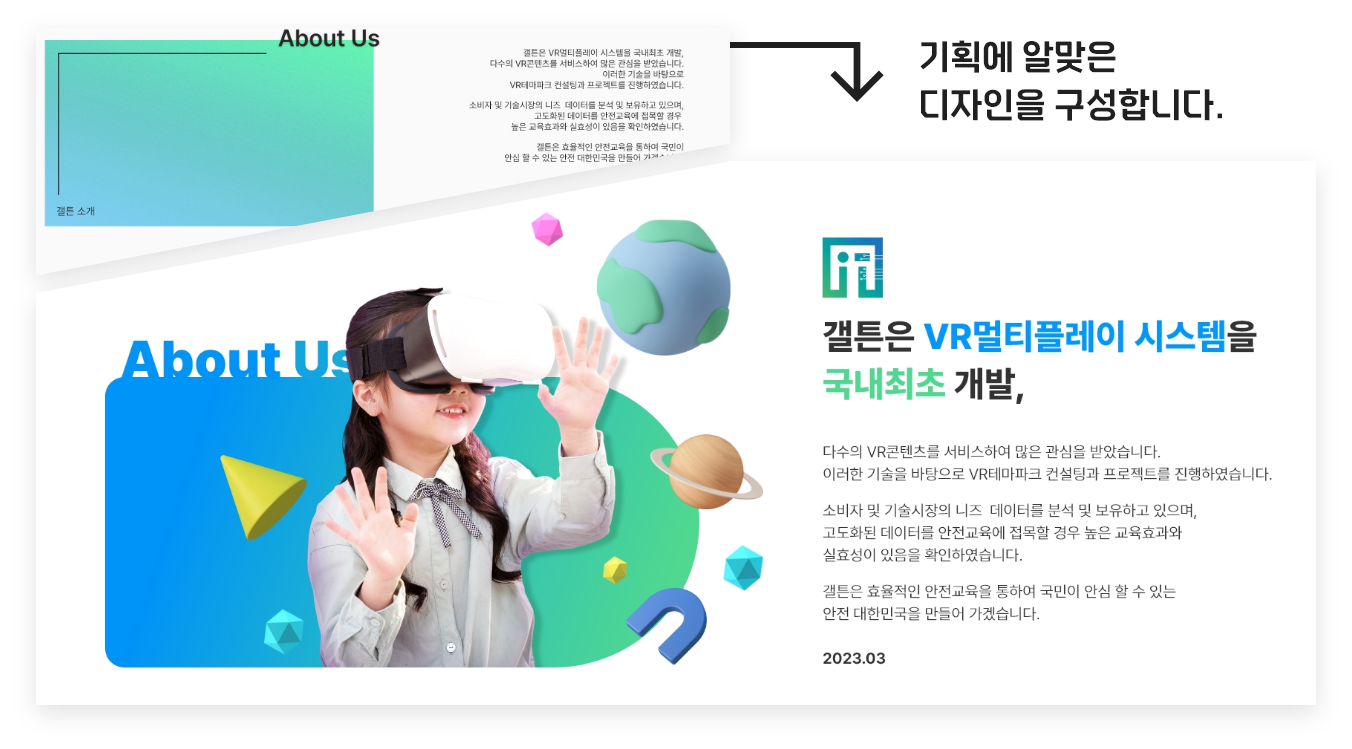 About Us
갤튼은 VR멀티플레이 시스템을 국내최초 개발,
다수의 VR콘텐츠를 서비스하여 많은 관심을 받았습니다.
이러한 기술을 바탕으로
VR테마파크 컨설팅과 프로젝트를 진행하였습니다.
소비자 및 기술시장의 니즈 데이터를 분석 및 보유하고 있으며,
고도화된 데이터를 안전교육에 접목할 경우
높은 교육효과와 실효성이 있음을 확인하였습니다.
갤튼은 효율적인 안전교육을 통하여 국민이
안심 할 수 있는 안전 대한민국을 만들어
갤튼 소개
기획에 알맞은
디자인을 구성합니다.
About Us
갤튼은 VR멀티플레이 시스템을
국내최초 개발,
다수의 VR콘텐츠를 서비스하여 많은 관심을 받았습니다.
이러한 기술을 바탕으로 VR테마파크 컨설팅과 프로젝트를 진행하였습니다.
소비자 및 기술시장의 니즈 데이터를 분석 및 보유하고 있으며,
고도화된 데이터를 안전교육에 접목할 경우 높은 교육효과와
실효성이 있음을 확인하였습니다.
갤튼은 효율적인 안전교육을 통하여 국민이 안심 할 수 있는
안전 대한민국을 만들어 가겠습니다.
2023.03